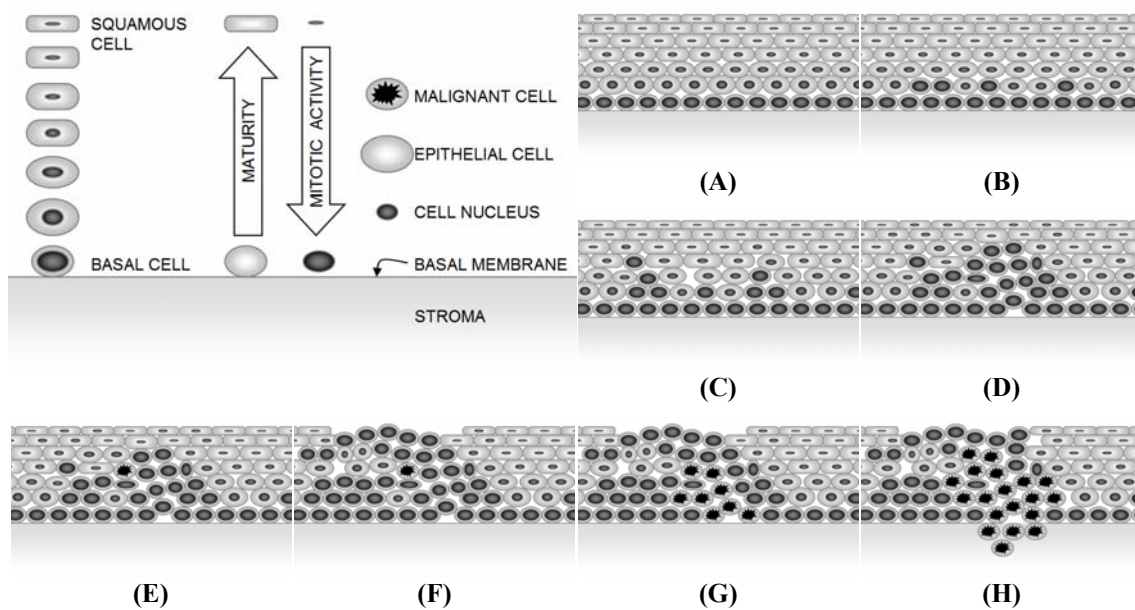 SQUAMOUS
CELL
MATURITY
MITOTIC ACTIVITY
MALIGNANT CELL
EPITHELIAL CELL
CELL NUCLEUS
BASAL CELL
BASAL MEMBRANE
STROMA
(A)
(B)
(C)
(D)
(E)
(F)
(G)
(H)